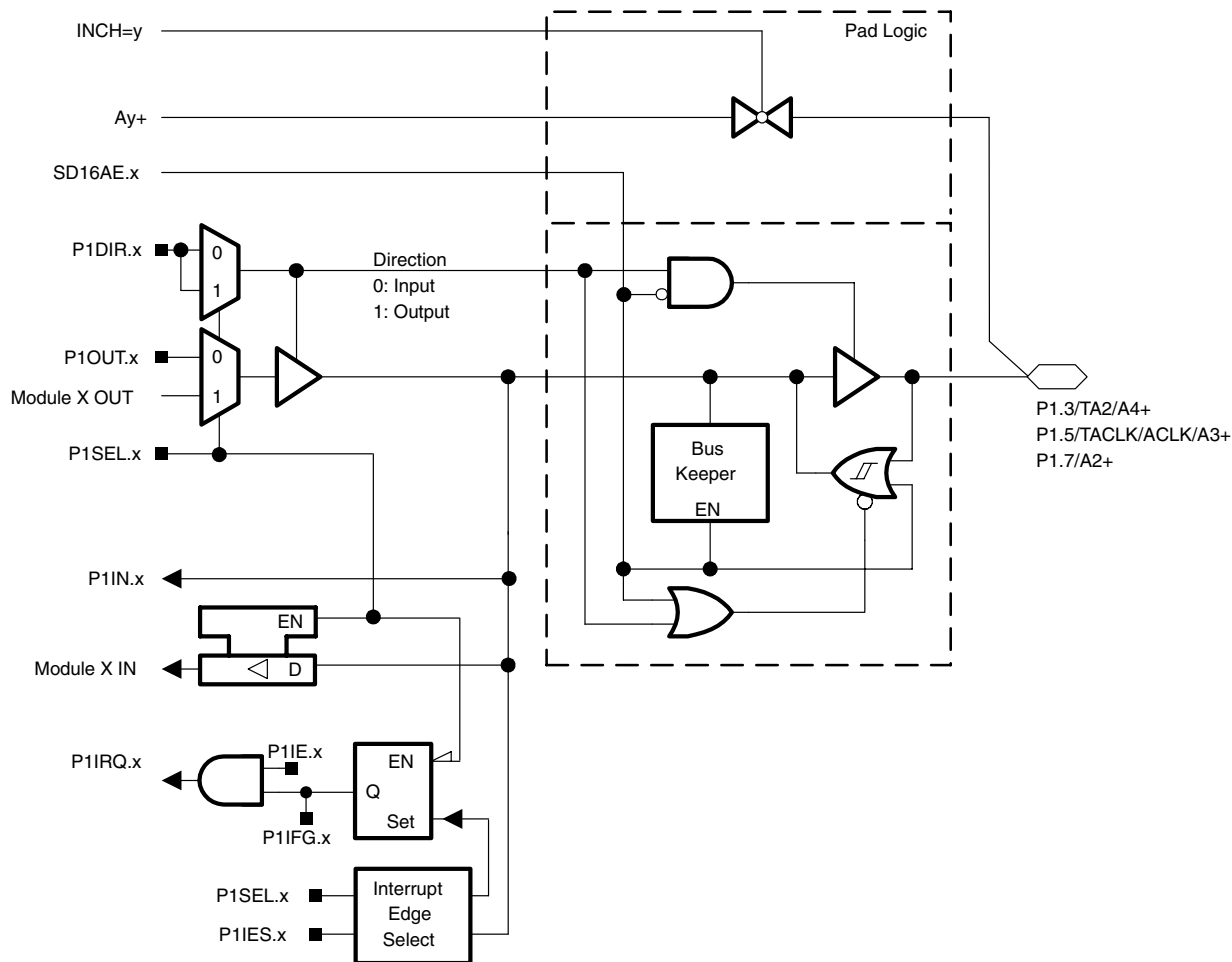 INCH=y
Pad Logic
Ay+
SD16AE.x
P1DIR.x
0
1
Direction
0: Input
1: Output
P1OUT.x
0
Module X OUT
1
P1SEL.x
Bus
Keeper
EN
P1.3/TA2/A4+
P1.5/TACLK/ACLK/A3+
P1.7/A2+
P1IN.x
EN
Module X IN
D
P1IE.x
P1IRQ.x
EN
Q
Set
P1IFG.x
P1SEL.x
P1IES.x
Interrupt
Edge
Select